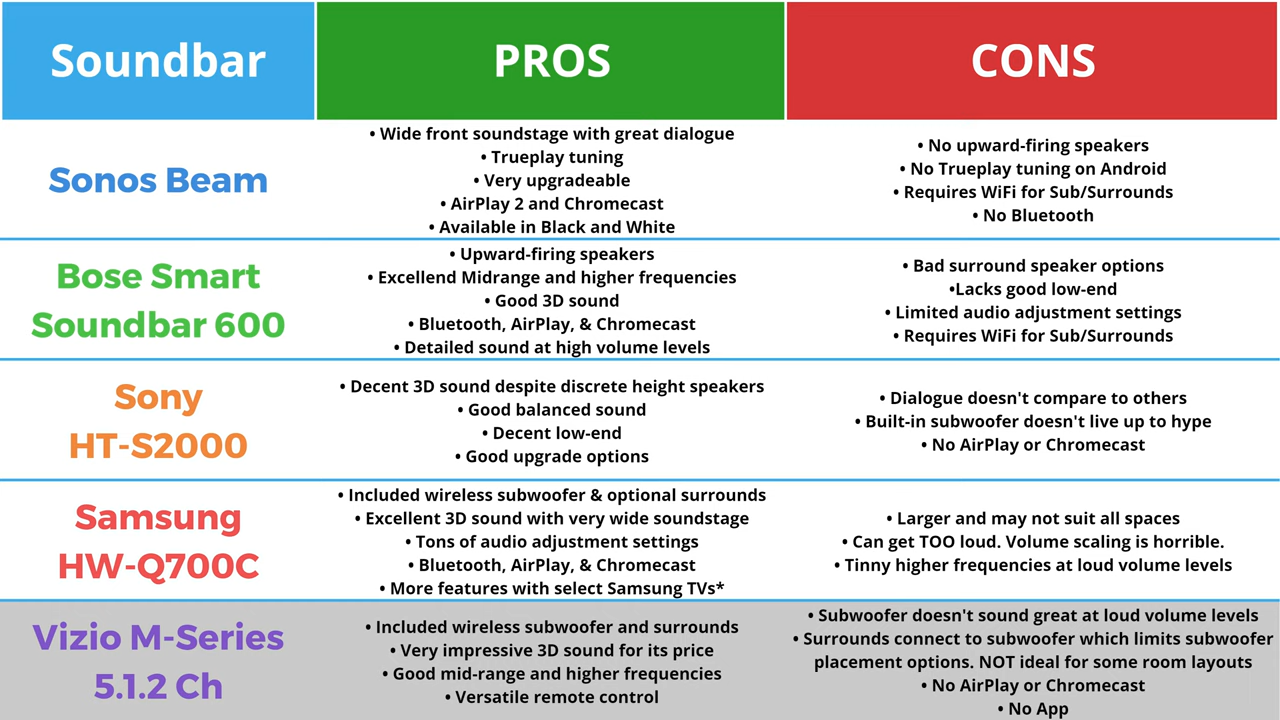 Soundbar
PROS
CONS
Sonos Beam
• Wide front soundstage with great dialogue
• Trueplay tuning
• Very upgradeable
• AirPlay 2 and Chromecast
• Available in Black and White
• No upward-firing speakers
• No Trueplay tuning on Android
• Requires WiFi for Sub/Surrounds
• No Bluetooth
Bose Smart
Soundbar 600
• Upward-firing speakers
• Excellend Midrange and higher frequencies
• Good 3D sound
• Bluetooth, AirPlay, & Chromecast
• Detailed sound at high volume levels
• Bad surround speaker options
•Lacks good low-end
• Limited audio adjustment settings
• Requires WiFi for Sub/Surrounds
Sony
HT-S2000
• Decent 3D sound despite discrete height speakers
• Good balanced sound
• Decent low-end
• Good upgrade options
• Dialogue doesn't compare to others
• Built-in subwoofer doesn't live up to hype
• No AirPlay or Chromecast
Samsung
HW-Q700C
• Included wireless subwoofer & optional surrounds
• Excellent 3D sound with very wide soundstage
• Tons of audio adjustment settings
• Bluetooth, AirPlay, & Chromecast
• More features with select Samsung TVs*
• Larger and may not suit all spaces
• Can get TOO loud. Volume scaling is horrible.
• Tinny higher frequencies at loud volume levels
Vizio M-Series
5.1.2 Ch
• Included wireless subwoofer and surrounds
• Very impressive 3D sound for its price
• Good mid-range and higher frequencies
• Versatile remote control
• Subwoofer doesn't sound great at loud volume levels
• Surrounds connect to subwoofer which limits subwoofer
placement options. NOT ideal for some room layouts
• No AirPlay or Chromecast
• No App